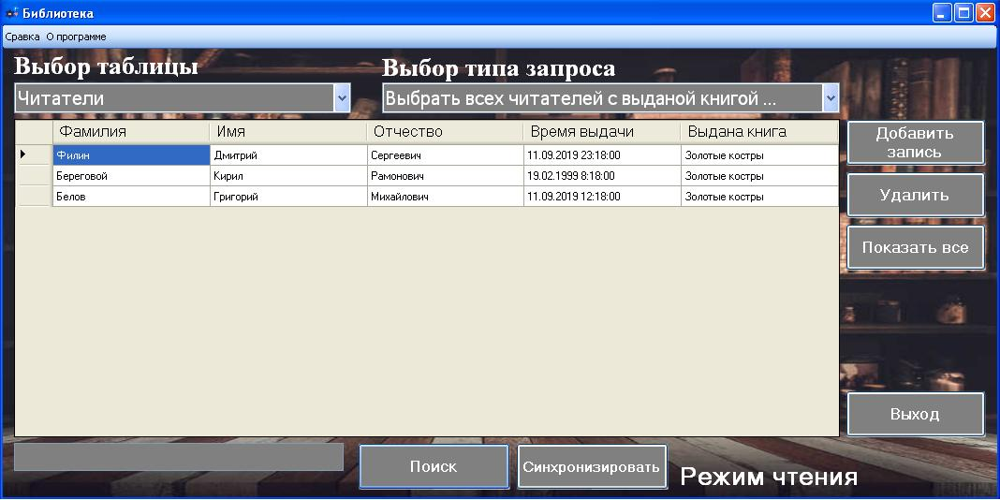 Библиотека
Сравка О программе
Выбор таблицы
Выбор типа запроса
Читатели
Выбрать всех читателей с выданой книгой ...
Фамилия Имя Отчество Время выдачи Выдана книга
Филин Дмитрий Сергеевич 11.09.2019 23:18:00 Золотые костры
Береговой Кирил Рамонович 19.02.1999 8:18:00 Золотые костры
Белов Григорий Михайлович 11.09.2019 12:18:00 Золотые костры
Добавить
запись
Удалить
Показать все
Выход
Поиск
Синхронизировать
Режим чтения